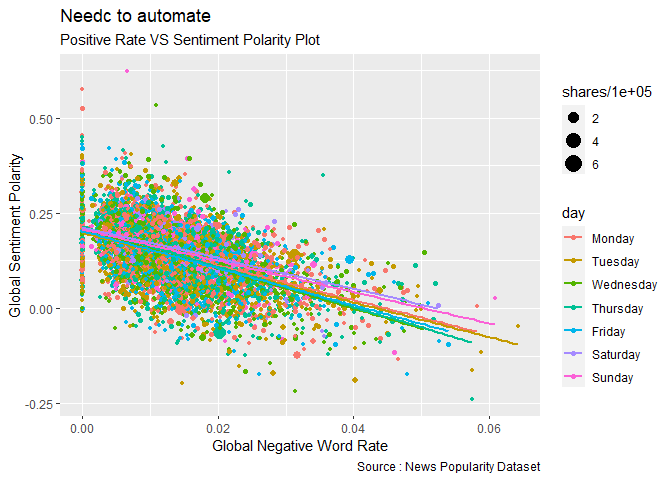 Needc to automate
Positive Rate VS Sentiment Polarity Plot
Global Sentiment Polarity
0.50
0.25
0.00
-0.25
0.00
0.02
0.04
0.06
Global Negative Word Rate
Source : News Popularity Dataset
shares/1e+05
2
4
6
day
Monday
Tuesday
Wednesday
Thursday
Friday
Saturday
Sunday